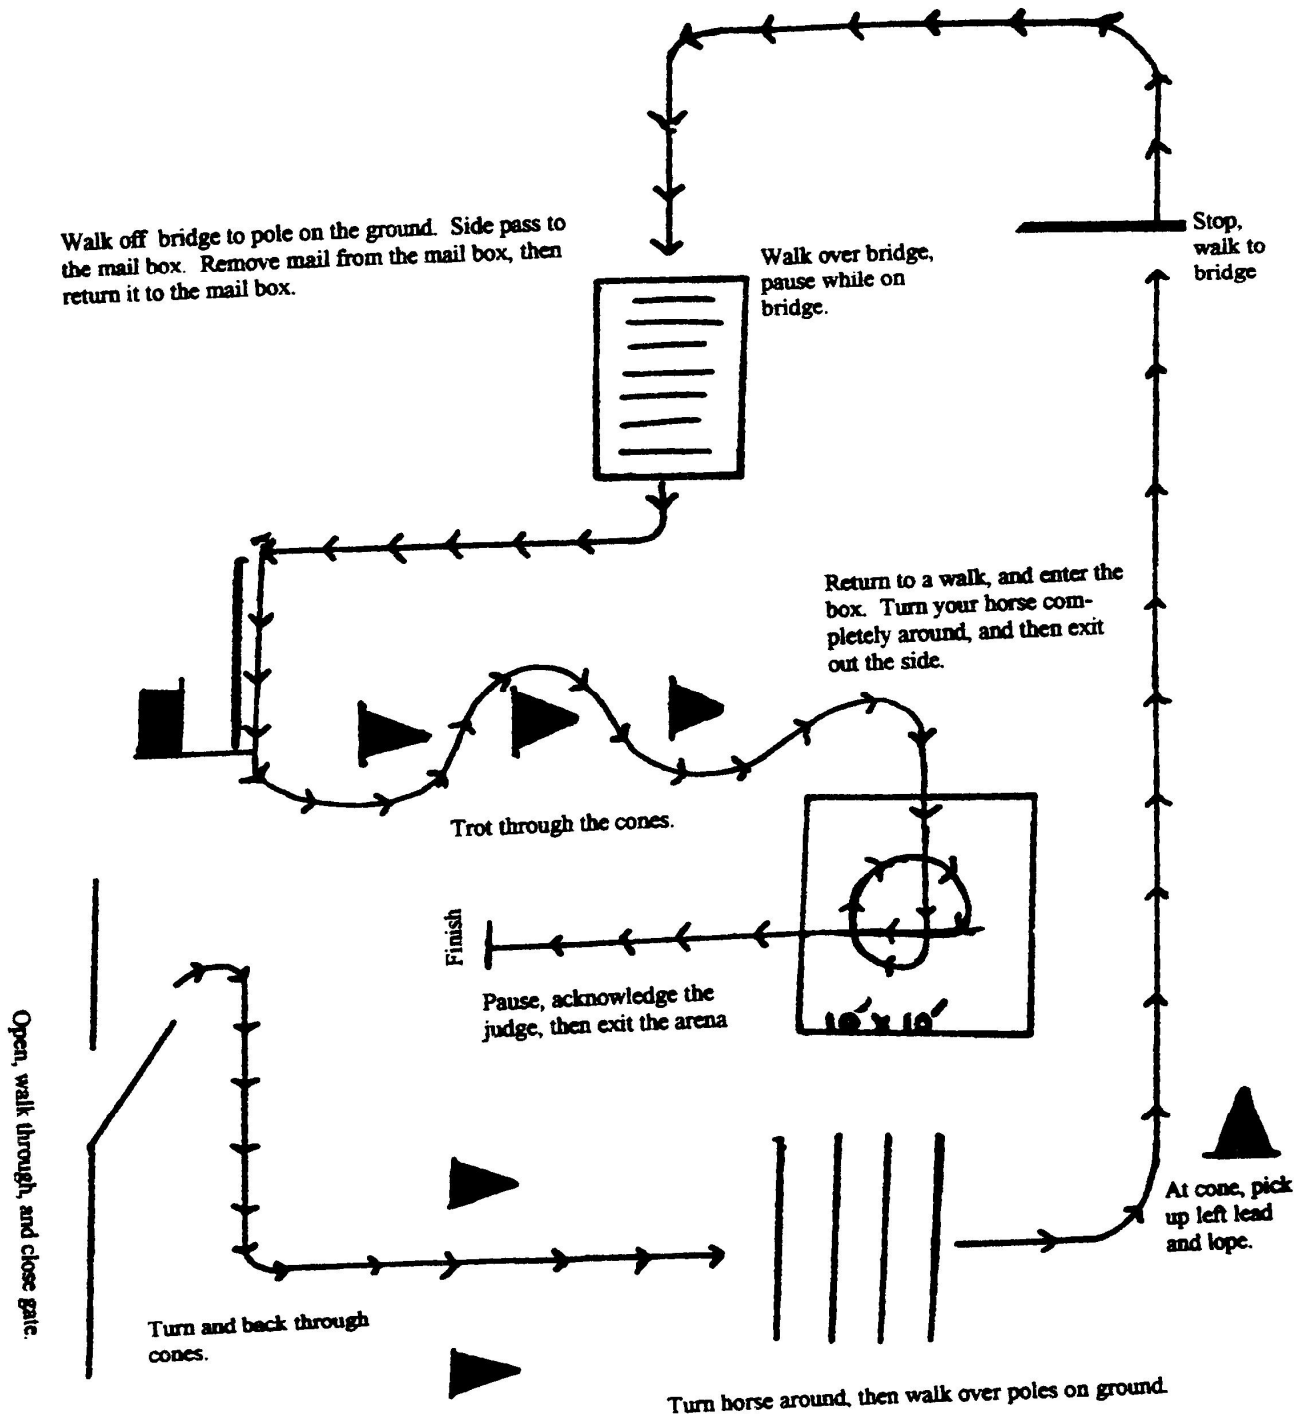 Stop,
walk to
bridge
Walk off bridge to pole on the ground. Side pass to
the mail box. Remove mail from the mail box, then
return it to the mail box.
Walk over bridge,
pause while on
bridge.
Return to a walk, and enter the
box. Turn your horse com-
pletely around, and then exit
out the side.
Trot through the cones.
Finish
Pause, acknowledge the
judge, then exit the arena
10' x 10'
Open, walk through, and close gate.
At cone, pick
up left lead
and lope.
Turn and back through
cones.
Turn horse around, then walk over poles on ground.